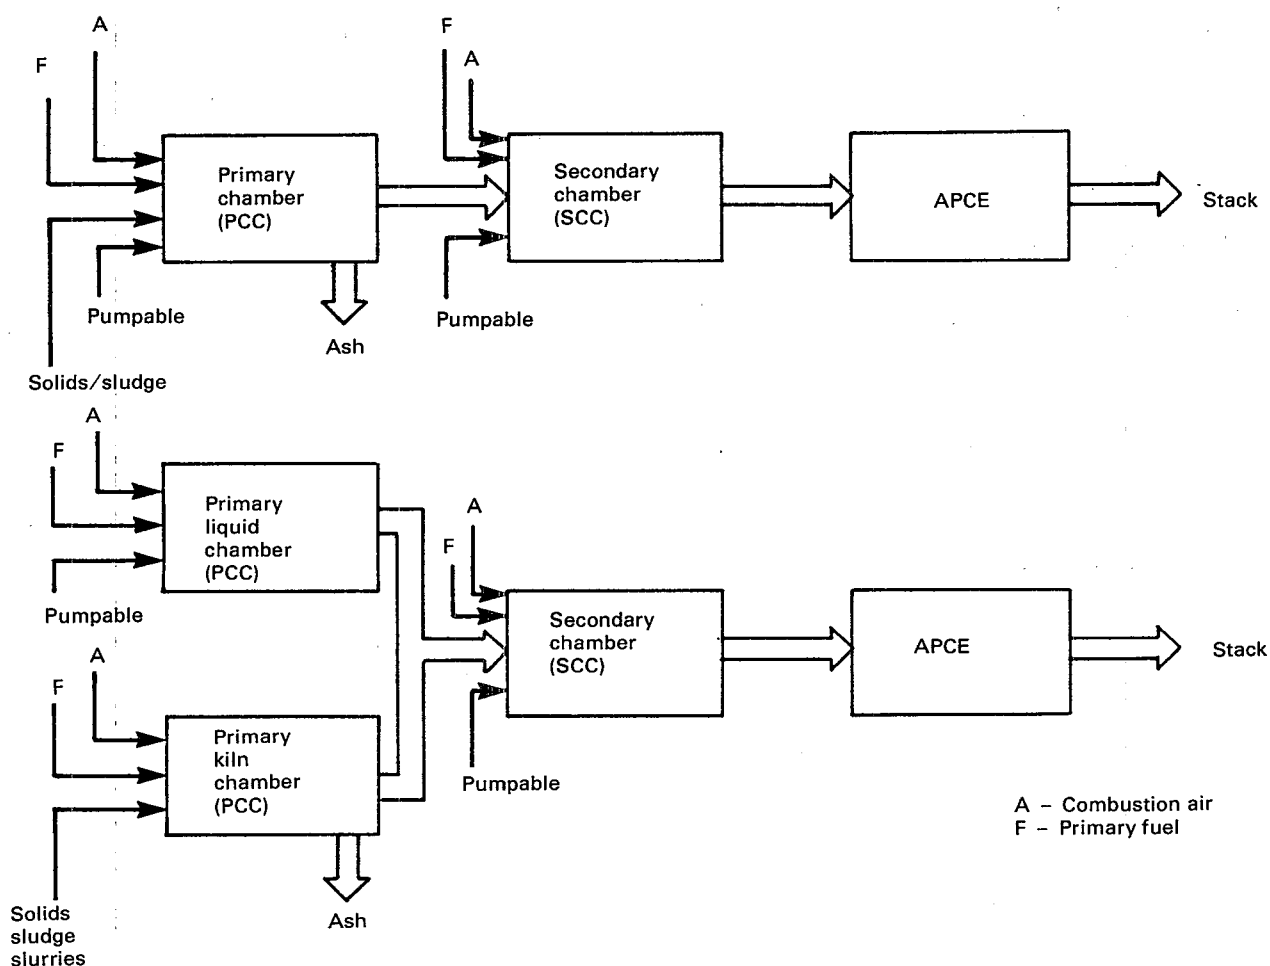 A
F
F
A
Primary
chamber
(PCC)
Secondary
chamber
(SCC)
APCE
Stack
Pumpable
Pumpable
Ash
Solids/sludge
A
F
Primary
liquid
chamber
(PCC)
A
F
Pumpable
Secondary
chamber
(SCC)
APCE
Stack
A
F
Primary
kiln
chamber
(PCC)
Pumpable
A – Combustion air
F – Primary fuel
Solids
sludge
slurries
Ash